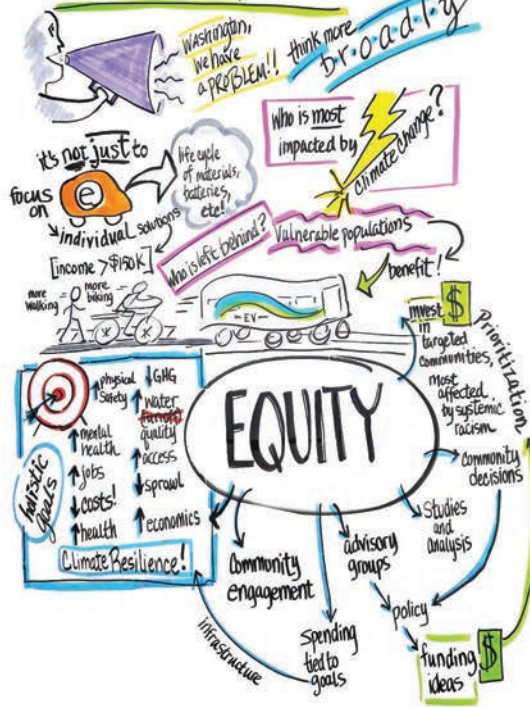 WASHINGTON,
we have
a PROBLEM!!
think more
b·r·o·a·d·l·y
it's not just to
focus
on
e
individual solutions
[income >$150K]
life cycle
of materials,
batteries,
etc!
Who is most
impacted by
Climate Change?
Who is left behind?
Vulnerable populations
benefit!
more
walking
more
biking
EV
invest $
in
targeted
communities,
most
affected
by systemic
racism
Prioritization
EQUITY
holistic
goals
↑ physical
safety
↑ mental
health
↑ jobs
↓ costs!
↑ health
↓ GHG
↑ water
runoff
quality
↑ access
↓ sprawl
↑ economics
Climate Resilience!
community
decisions
Studies
and
analysis
advisory
groups
policy
funding
ideas
$
Community
engagement
spending
tied to
goals
infrastructure